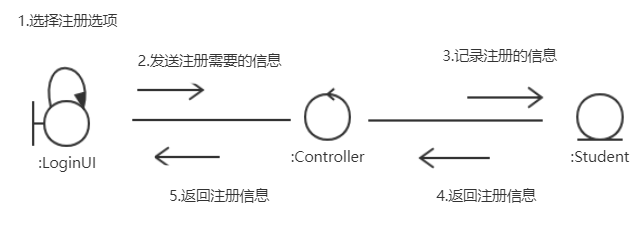 1.选择注册选项
2.发送注册需要的信息
3.记录注册的信息
:LoginUI
:Controller
:Student
5.返回注册信息
4.返回注册信息